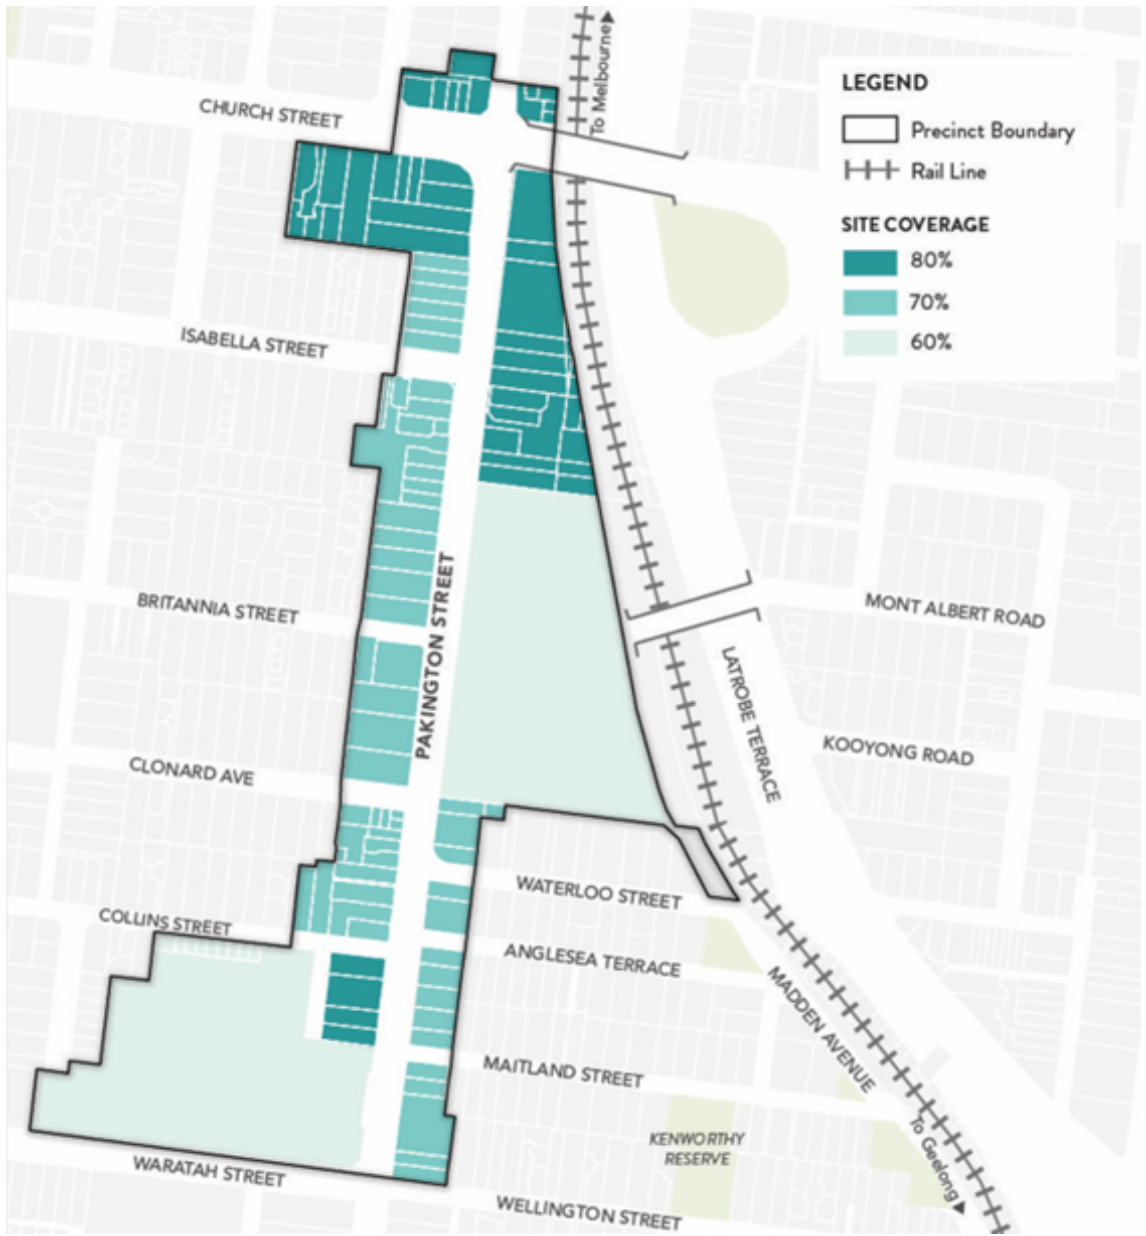 To Melbourne
CHURCH STREET
LEGEND
Precinct Boundary
Rail Line
SITE COVERAGE
80%
70%
60%
ISABELLA STREET
BRITANNIA STREET
PAKINGTON STREET
MONT ALBERT ROAD
LATROBE TERRACE
KOOYONG ROAD
CLONARD AVE
WATERLOO STREET
COLLINS STREET
ANGLESEA TERRACE
MADDEN AVENUE
MAITLAND STREET
KENWORTHY
RESERVE
To Geelong
WARATAH STREET
WELLINGTON STREET